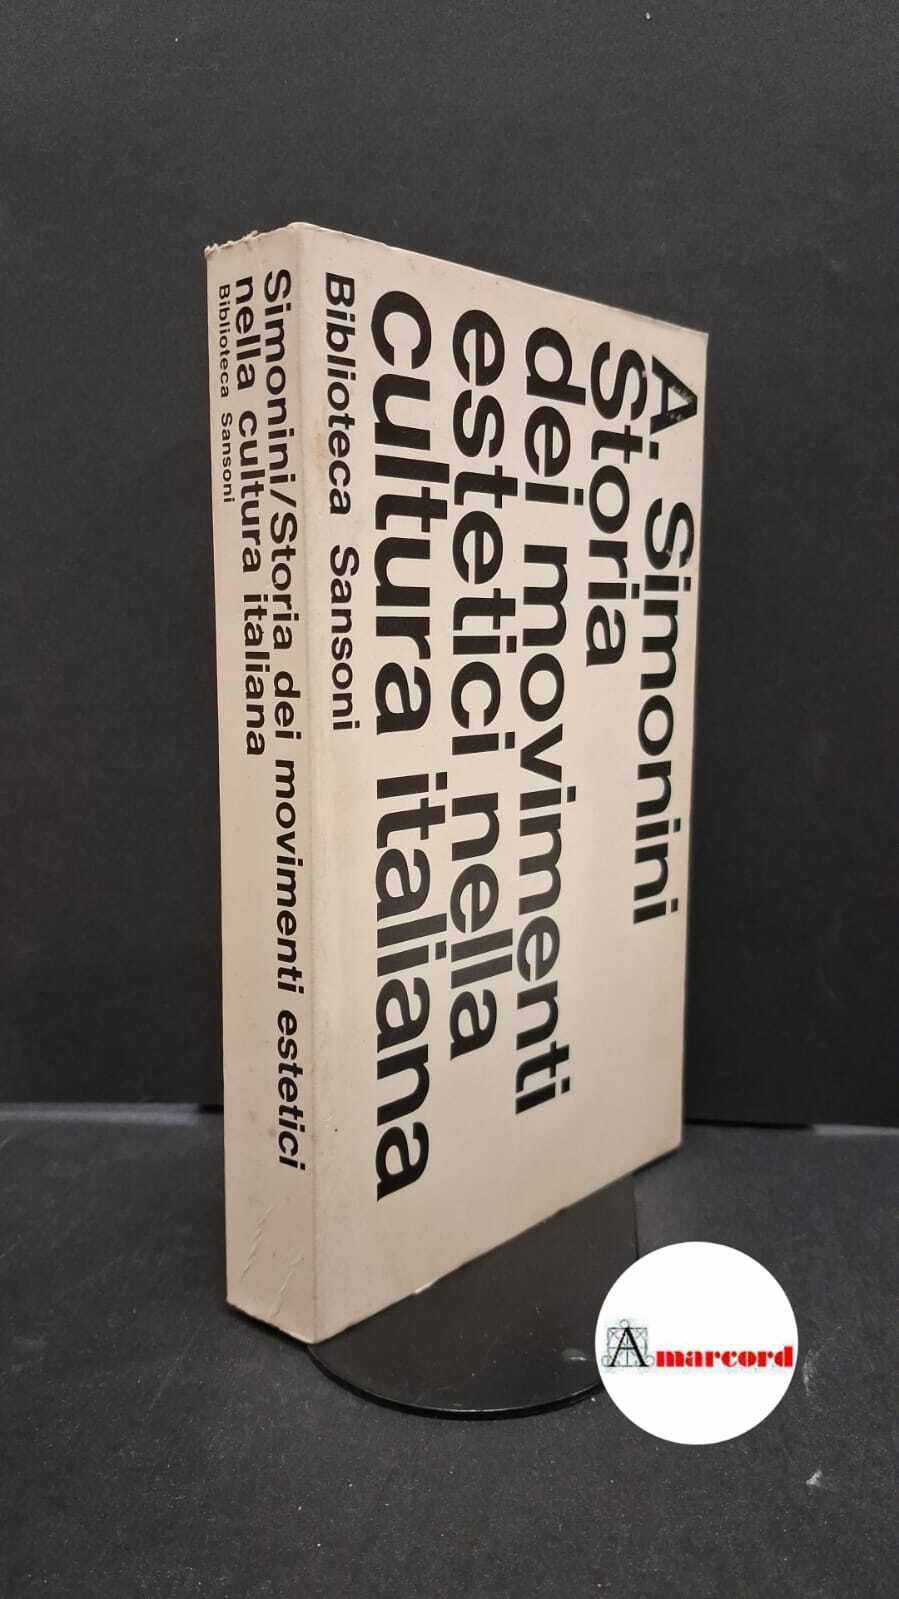 A. Simonini
Storia
dei movimenti
estetici nella
cultura italiana
Biblioteca Sansoni
Simonini/Storia dei movimenti estetici
nella cultura italiana
Biblioteca Sansoni
Amarcord